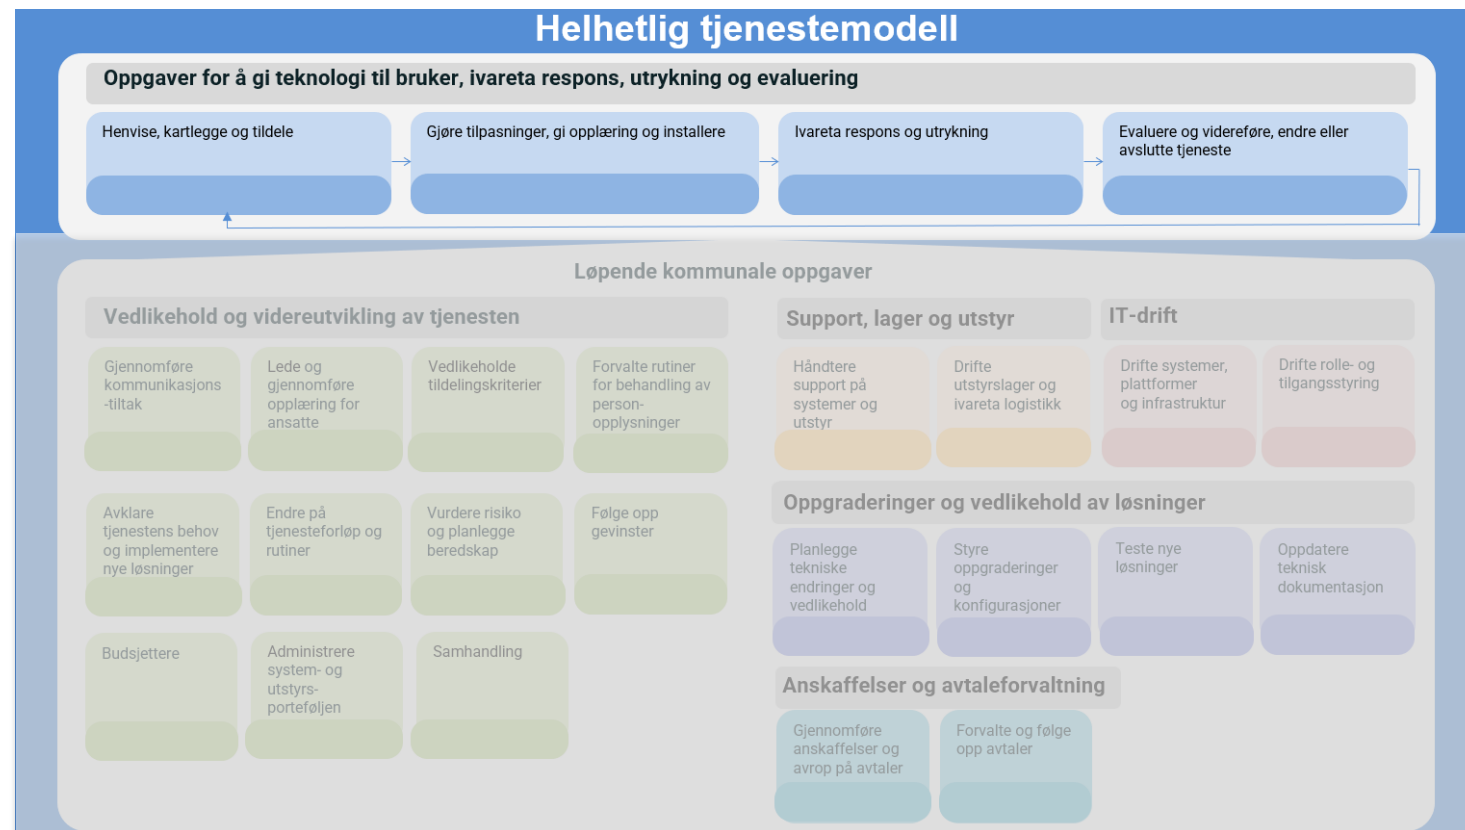 Helhetlig tjenestemodell
Oppgaver for å gi teknologi til bruker, ivareta respons, utrykning og evaluering
Henvise, kartlegge og tildele
Gjøre tilpasninger, gi opplæring og installere
Ivareta respons og utrykning
Evaluere og videreføre, endre eller
avslutte tjeneste
Løpende kommunale oppgaver
Vedlikehold og videreutvikling av tjenesten
Gjennomføre
kommunikasjons
-tiltak
Lede og
gjennomføre
opplæring for
ansatte
Vedlikeholde
tildelingskriterier
Forvalte rutiner
for behandling av
person-
opplysninger
Avklare
tjenestens behov
og implementere
nye løsninger
Endre på
tjenesteforløp og
rutiner
Vurdere risiko
og planlegge
beredskap
Følge opp
gevinster
Budsjettere
Administrere
system- og
utstyrs-
porteføljen
Samhandling
Support, lager og utstyr
Håndtere
support på
systemer og
utstyr
Drifte
utstyrslager og
ivareta logistikk
IT-drift
Drifte systemer,
plattformer
og infrastruktur
Drifte rolle- og
tilgangsstyring
Oppgraderinger og vedlikehold av løsninger
Planlegge
tekniske
endringer og
vedlikehold
Styre
oppgraderinger
og
konfigurasjoner
Teste nye
løsninger
Oppdatere
teknisk
dokumentasjon
Anskaffelser og avtaleforvaltning
Gjennomføre
anskaffelser og
avrop på avtaler
Forvalte og følge
opp avtaler